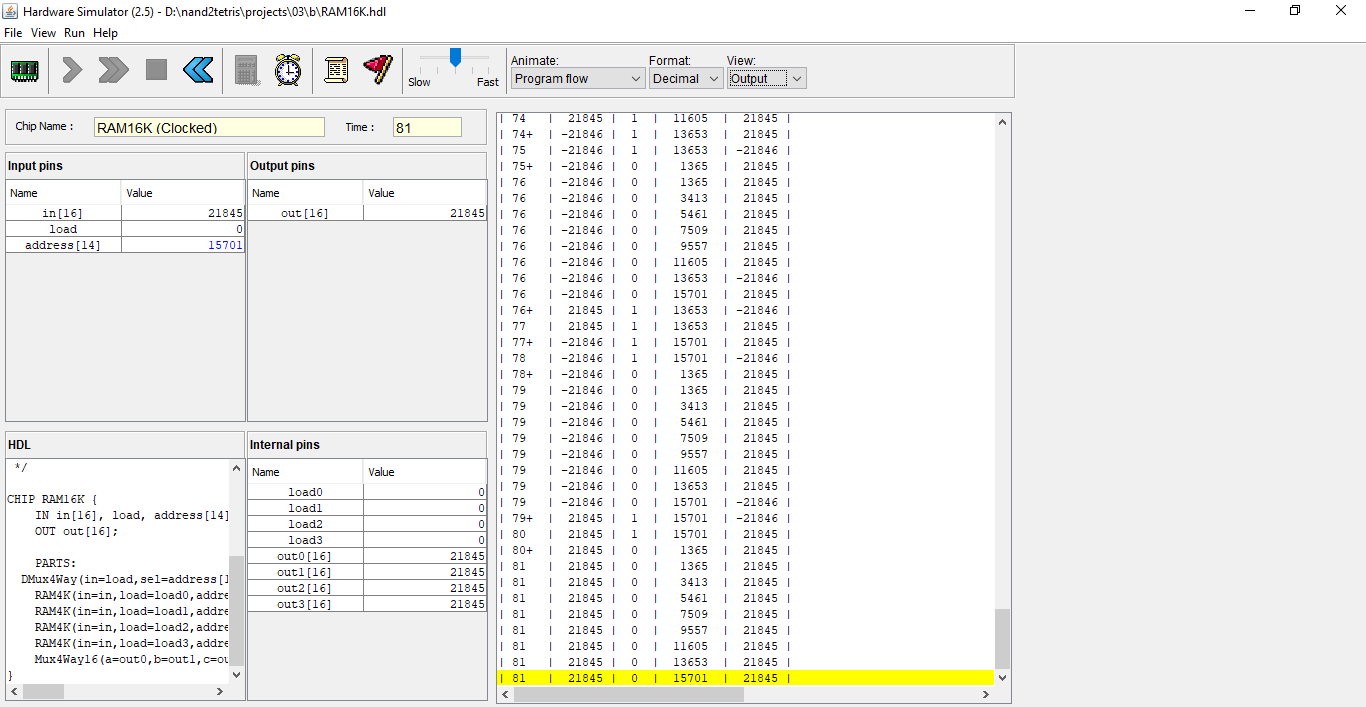 Hardware Simulator (2.5) - D:\nand2tetris\projects\03\b\RAM16K.hdl
File View Run Help
Slow Fast
Animate: Format: View:
Program flow Decimal Output
Chip Name : RAM16K (Clocked) Time : 81
Input pins
Name Value
in[16] 21845
load 0
address[14] 15701
Output pins
Name Value
out[16] 21845
HDL
*/
CHIP RAM16K {
IN in[16], load, address[14]
OUT out[16];
PARTS:
DMux4Way(in=load,sel=address[1
RAM4K(in=in,load=load0,addre
RAM4K(in=in,load=load1,addre
RAM4K(in=in,load=load2,addre
RAM4K(in=in,load=load3,addre
Mux4Way16(a=out0,b=out1,c=ou
}
Internal pins
Name Value
load0 0
load1 0
load2 0
load3 0
out0[16] 21845
out1[16] 21845
out2[16] 21845
out3[16] 21845
| 74 | 21845 | 1 | 11605 | 21845 |
| 74+ | -21846 | 1 | 13653 | 21845 |
| 75 | -21846 | 1 | 13653 | -21846 |
| 75+ | -21846 | 0 | 1365 | 21845 |
| 76 | -21846 | 0 | 1365 | 21845 |
| 76 | -21846 | 0 | 3413 | 21845 |
| 76 | -21846 | 0 | 5461 | 21845 |
| 76 | -21846 | 0 | 7509 | 21845 |
| 76 | -21846 | 0 | 9557 | 21845 |
| 76 | -21846 | 0 | 11605 | 21845 |
| 76 | -21846 | 0 | 13653 | -21846 |
| 76 | -21846 | 0 | 15701 | 21845 |
| 76+ | 21845 | 1 | 13653 | -21846 |
| 77 | 21845 | 1 | 13653 | 21845 |
| 77+ | -21846 | 1 | 15701 | 21845 |
| 78 | -21846 | 1 | 15701 | -21846 |
| 78+ | -21846 | 0 | 1365 | 21845 |
| 79 | -21846 | 0 | 1365 | 21845 |
| 79 | -21846 | 0 | 3413 | 21845 |
| 79 | -21846 | 0 | 5461 | 21845 |
| 79 | -21846 | 0 | 7509 | 21845 |
| 79 | -21846 | 0 | 9557 | 21845 |
| 79 | -21846 | 0 | 11605 | 21845 |
| 79 | -21846 | 0 | 13653 | 21845 |
| 79 | -21846 | 0 | 15701 | -21846 |
| 79+ | 21845 | 1 | 15701 | -21846 |
| 80 | 21845 | 1 | 15701 | 21845 |
| 80+ | 21845 | 0 | 1365 | 21845 |
| 81 | 21845 | 0 | 1365 | 21845 |
| 81 | 21845 | 0 | 3413 | 21845 |
| 81 | 21845 | 0 | 5461 | 21845 |
| 81 | 21845 | 0 | 7509 | 21845 |
| 81 | 21845 | 0 | 9557 | 21845 |
| 81 | 21845 | 0 | 11605 | 21845 |
| 81 | 21845 | 0 | 13653 | 21845 |
| 81 | 21845 | 0 | 15701 | 21845 |